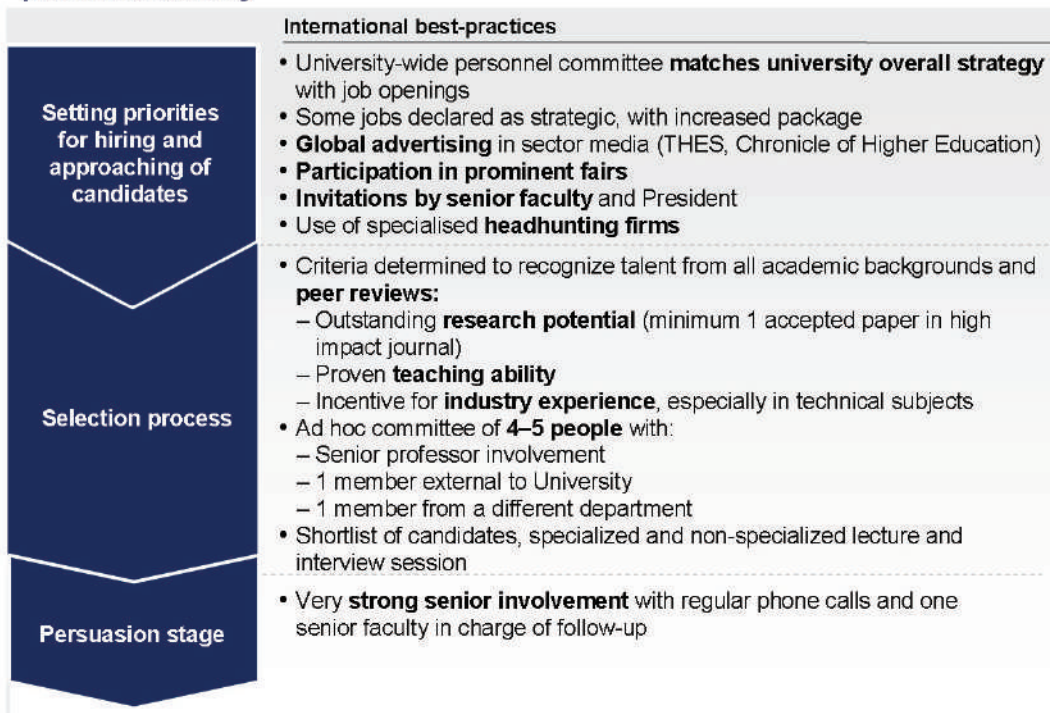 International best-practices
Setting priorities
for hiring and
approaching of
candidates
• University-wide personnel committee matches university overall strategy
with job openings
• Some jobs declared as strategic, with increased package
• Global advertising in sector media (THES, Chronicle of Higher Education)
• Participation in prominent fairs
• Invitations by senior faculty and President
• Use of specialised headhunting firms
Selection process
• Criteria determined to recognize talent from all academic backgrounds and
peer reviews:
– Outstanding research potential (minimum 1 accepted paper in high
impact journal)
– Proven teaching ability
– Incentive for industry experience, especially in technical subjects
• Ad hoc committee of 4–5 people with:
– Senior professor involvement
– 1 member external to University
– 1 member from a different department
• Shortlist of candidates, specialized and non-specialized lecture and
interview session
Persuasion stage
• Very strong senior involvement with regular phone calls and one
senior faculty in charge of follow-up